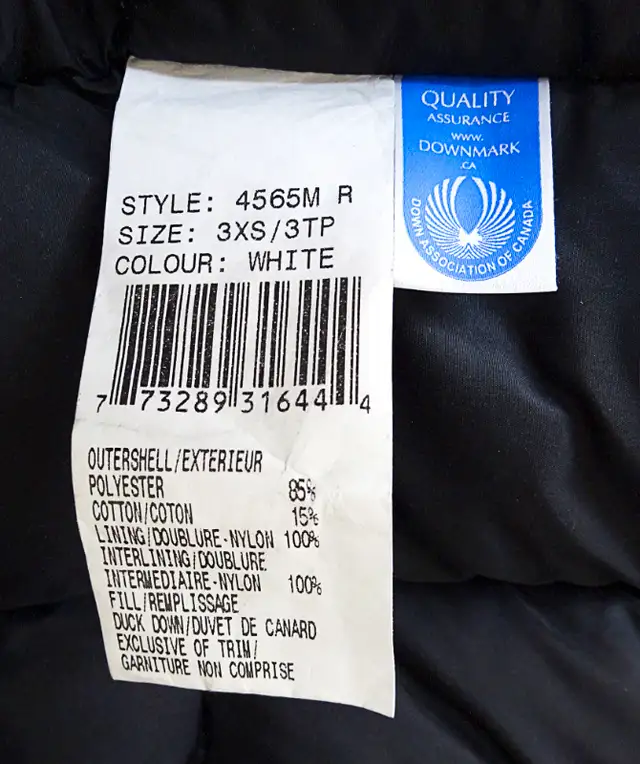 STYLE: 4565M R
SIZE: 3XS/3TP
COLOUR: WHITE
7 73289 31644 4
OUTERSHELL/EXTERIEUR
POLYESTER 85%
COTTON/COTON 15%
LINING/DOUBLURE-NYLON 100%
INTERLINING/DOUBLURE
INTERMEDIAIRE-NYLON 100%
FILL/REMPLISSAGE
DUCK DOWN/DUVET DE CANARD
EXCLUSIVE OF TRIM/
GARNITURE NON COMPRISE
QUALITY
ASSURANCE
www.
DOWNMARK
.CA
DOWN ASSOCIATION OF CANADA